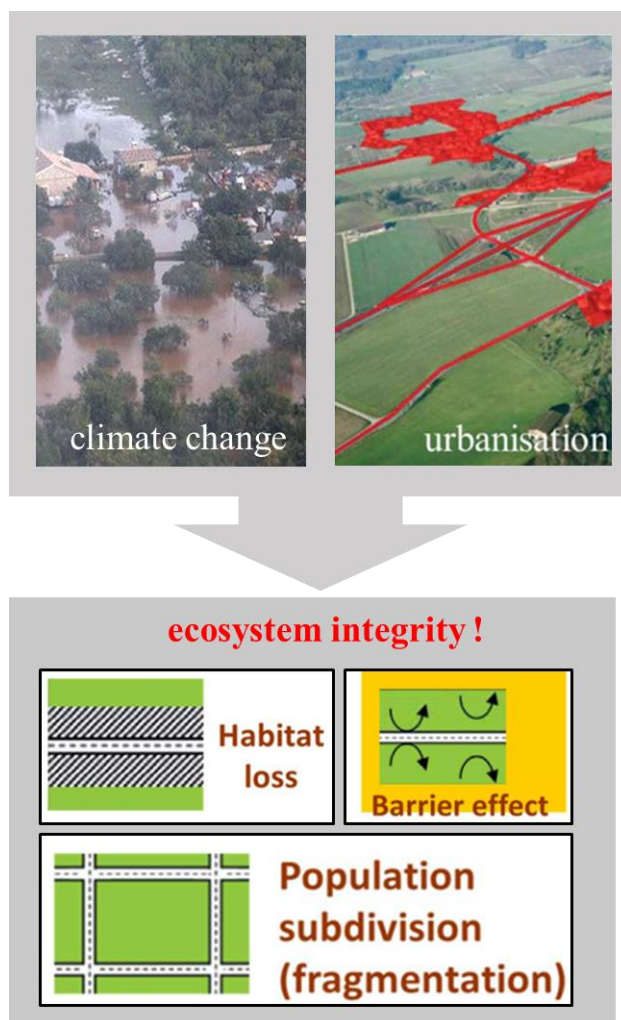 climate change
urbanisation
ecosystem integrity !
Habitat
loss
Barrier effect
Population
subdivision
(fragmentation)